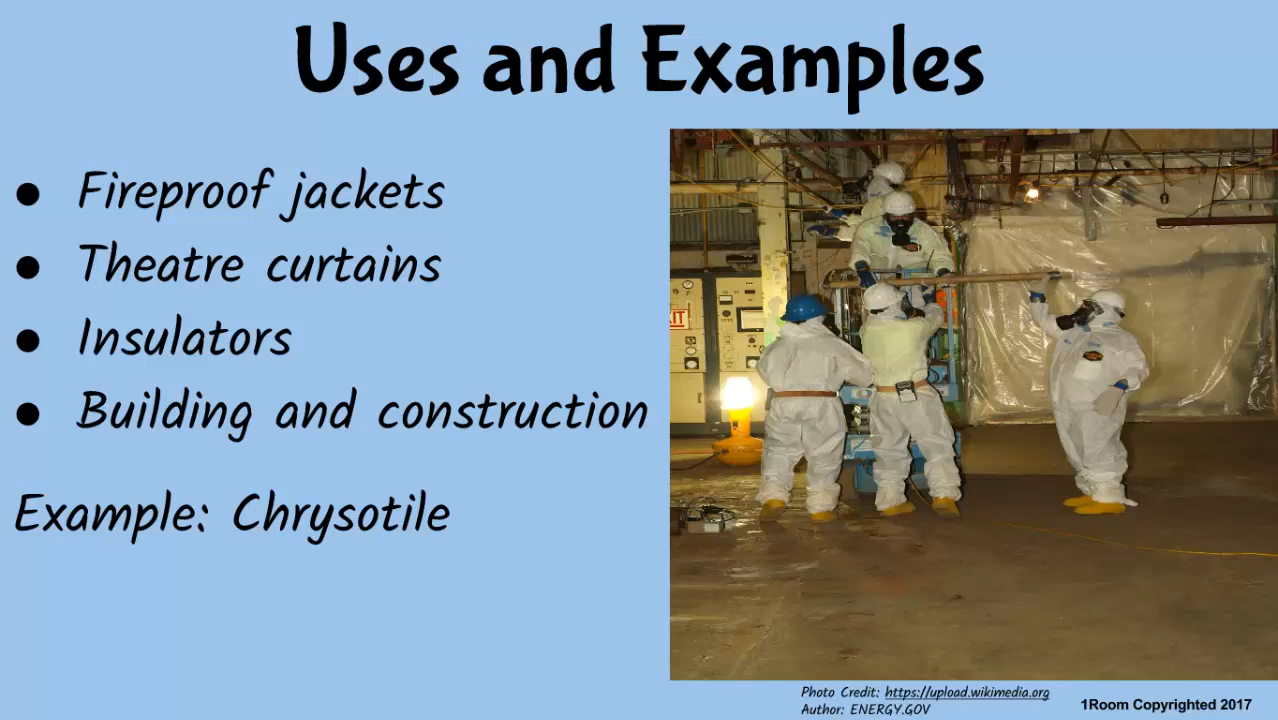 Uses and Examples
● Fireproof jackets
● Theatre curtains
● Insulators
● Building and construction
Example: Chrysotile
XIT
Photo Credit: https://upload.wikimedia.org
Author: ENERGY.GOV
1Room Copyrighted 2017